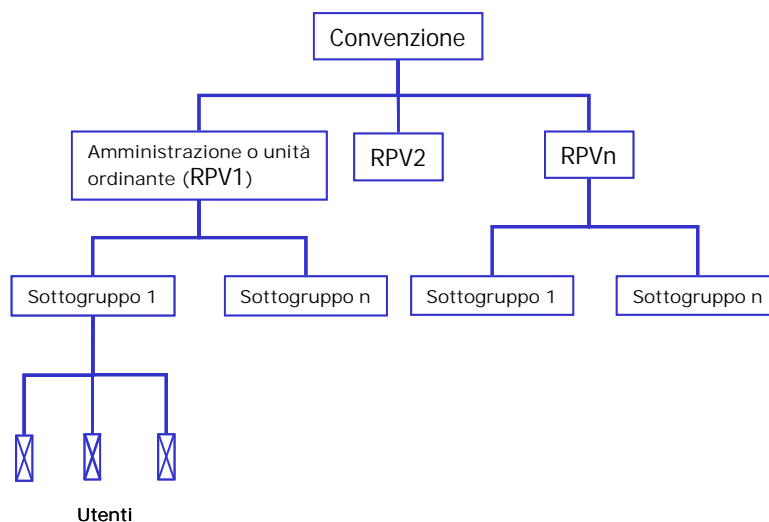 Convenzione
Amministrazione o unità
ordinante (RPV1)
RPV2
RPVn
Sottogruppo 1
Sottogruppo n
Sottogruppo 1
Sottogruppo n
Utenti